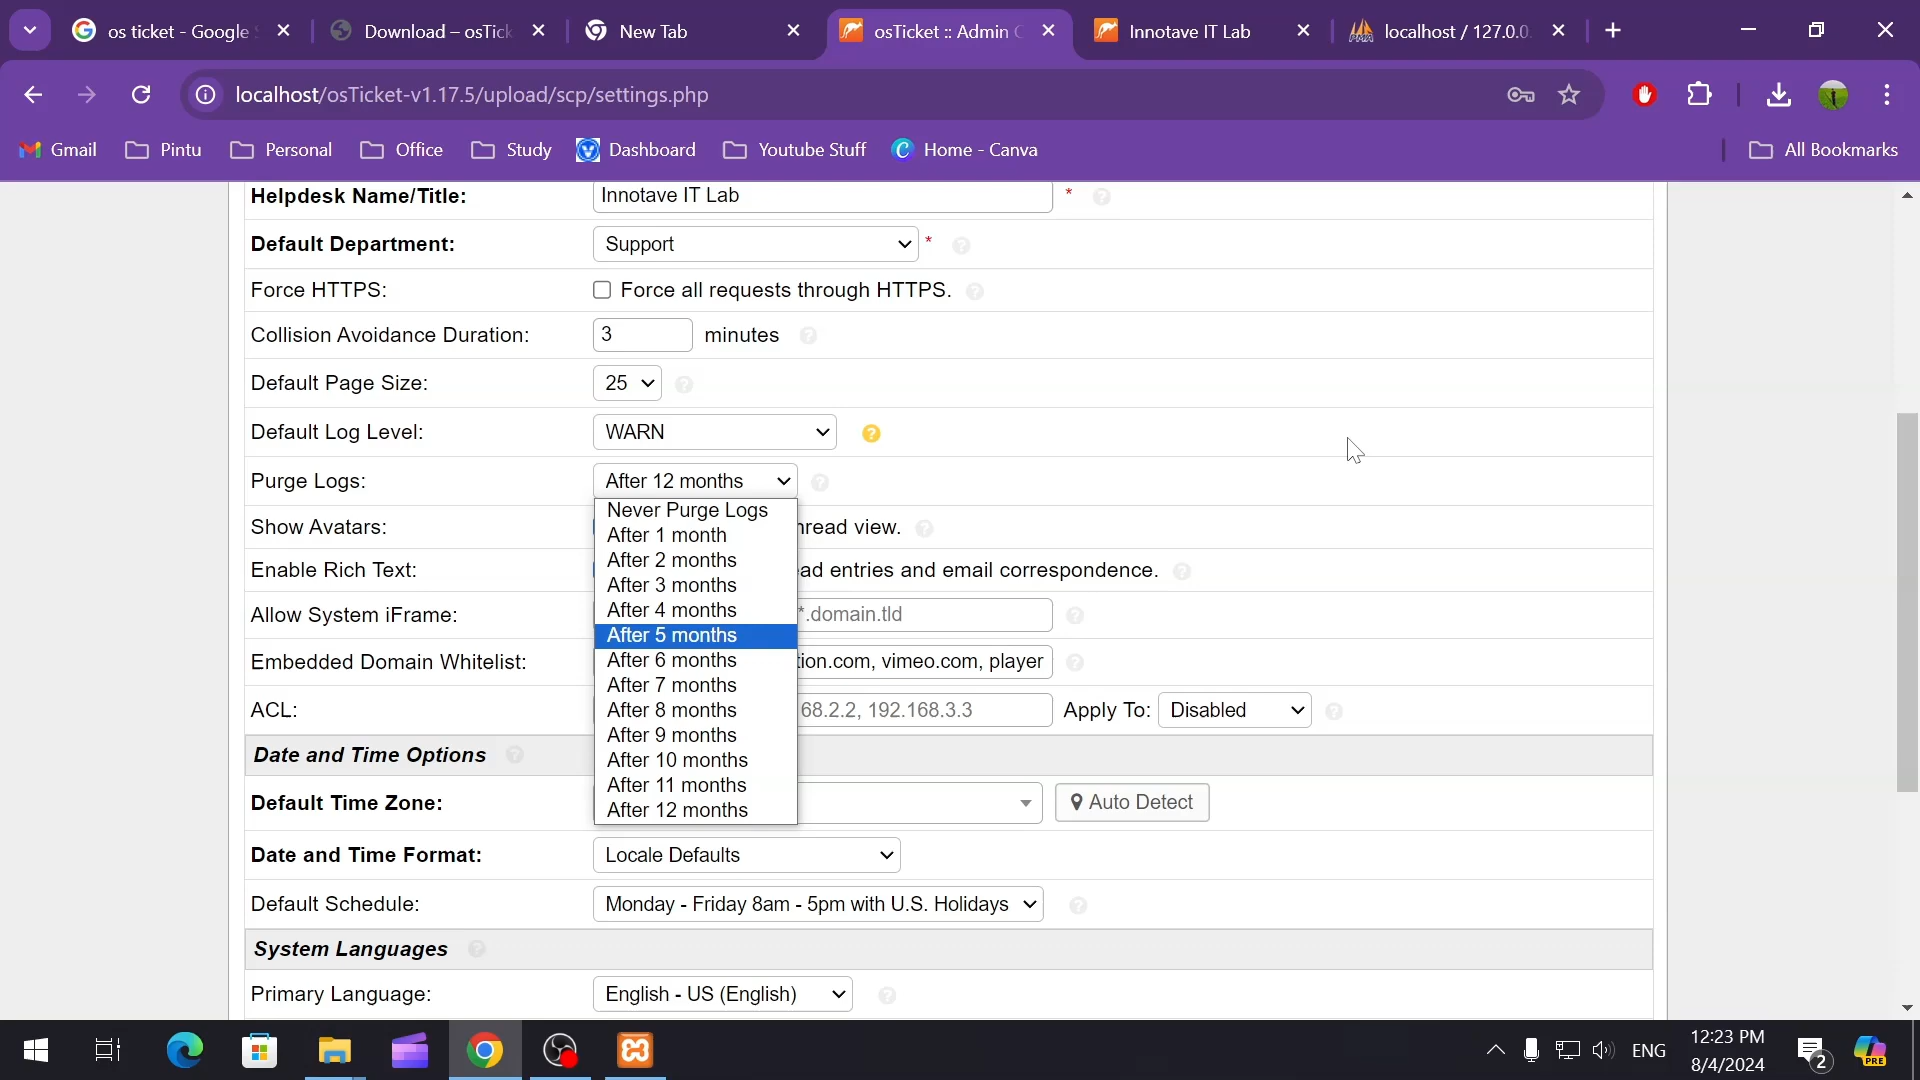 os ticket - Google S
Download – osTick
New Tab
osTicket :: Admin C
Innotave IT Lab
localhost / 127.0.0.
localhost/osTicket-v1.17.5/upload/scp/settings.php
Gmail
Pintu
Personal
Office
Study
Dashboard
Youtube Stuff
Home - Canva
All Bookmarks
Helpdesk Name/Title:
Innotave IT Lab
*
?
Default Department:
Support
*
?
Force HTTPS:
Force all requests through HTTPS.
?
Collision Avoidance Duration:
3
minutes
?
Default Page Size:
25
?
Default Log Level:
WARN
?
Purge Logs:
After 12 months
?
Never Purge Logs
After 1 month
After 2 months
After 3 months
After 4 months
After 5 months
After 6 months
After 7 months
After 8 months
After 9 months
After 10 months
After 11 months
After 12 months
Show Avatars:
hread view.
?
Enable Rich Text:
ad entries and email correspondence.
?
Allow System iFrame:
*.domain.tld
?
Embedded Domain Whitelist:
tion.com, vimeo.com, player
?
ACL:
68.2.2, 192.168.3.3
Apply To:
Disabled
?
Date and Time Options
?
Default Time Zone:
Auto Detect
Date and Time Format:
Locale Defaults
Default Schedule:
Monday - Friday 8am - 5pm with U.S. Holidays
?
System Languages
?
Primary Language:
English - US (English)
?
ENG
12:23 PM
8/4/2024
2
PRE